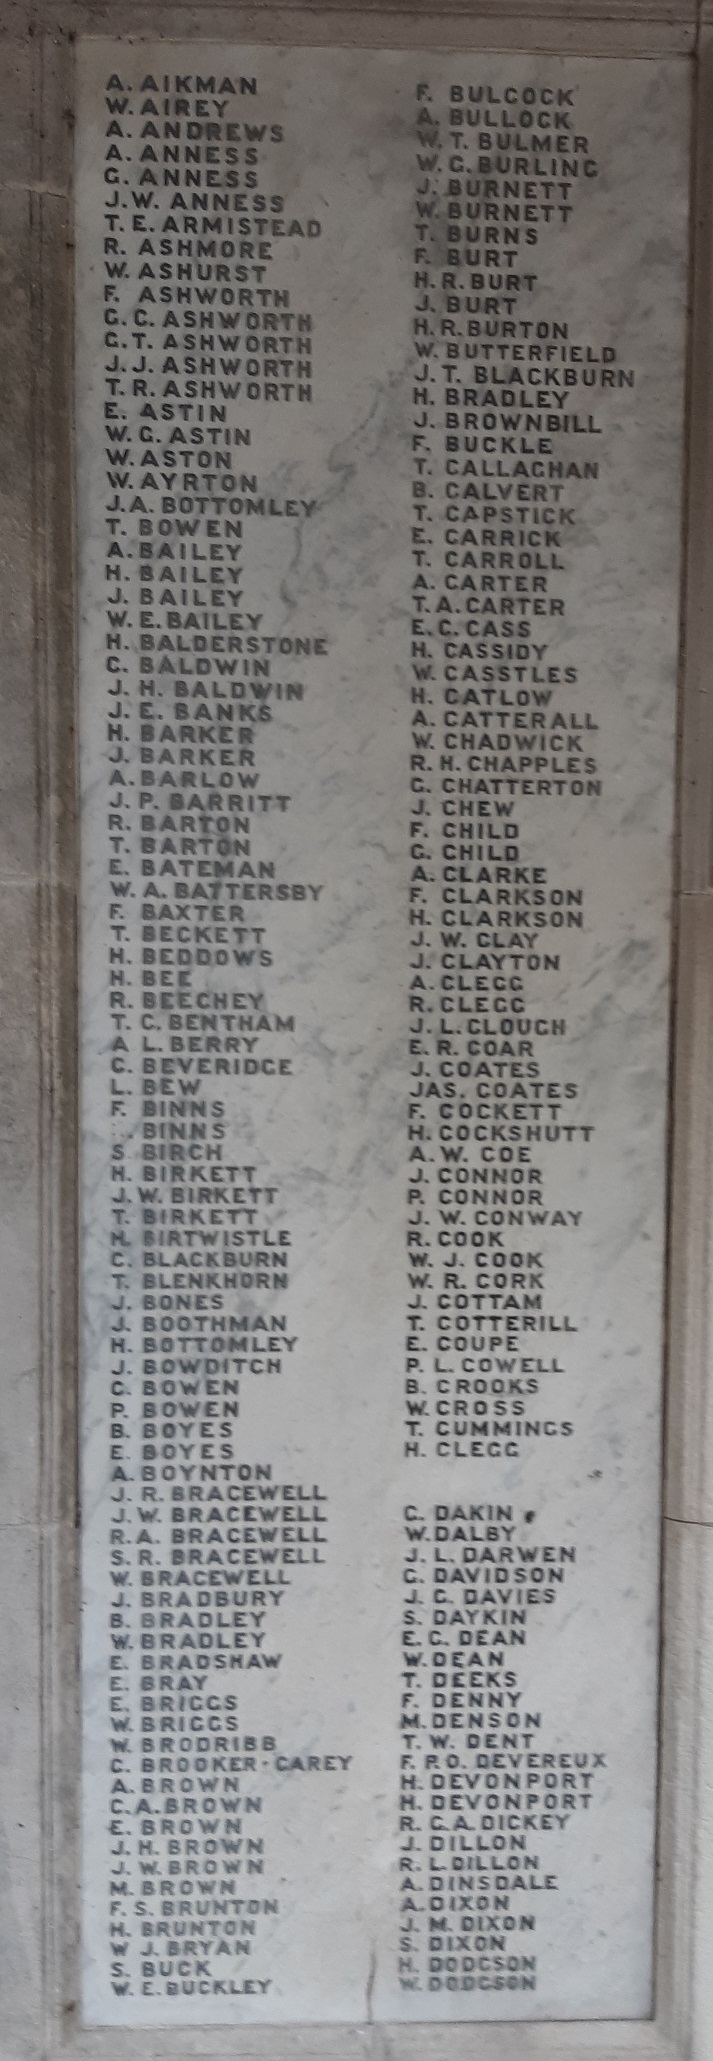 A. AIKMAN
W. AIREY
A. ANDREWS
A. ANNESS
G. ANNESS
J.W. ANNESS
T. E. ARMISTEAD
R. ASHMORE
W. ASHURST
F. ASHWORTH
G. C. ASHWORTH
G. T. ASHWORTH
J. J. ASHWORTH
T. R. ASHWORTH
E. ASTIN
W. G. ASTIN
W. ASTON
W. AYRTON
J. A. BOTTOMLEY
T. BOWEN
A. BAILEY
H. BAILEY
J. BAILEY
W. E. BAILEY
H. BALDERSTONE
C. BALDWIN
J. H. BALDWIN
J. E. BANKS
H. BARKER
J. BARKER
A. BARLOW
J. P. BARRITT
R. BARTON
T. BARTON
E. BATEMAN
W. A. BATTERSBY
F. BAXTER
T. BECKETT
H. BEDDOWS
H. BEE
R. BEECHEY
T. C. BENTHAM
A L. BERRY
C. BEVERIDGE
L. BEW
F. BINNS
BINNS
S. BIRCH
H. BIRKETT
J. W. BIRKETT
T. BIRKETT
H. BIRTWISTLE
C. BLACKBURN
T. BLENKHORN
J. BONES
J. BOOTHMAN
H. BOTTOMLEY
J. BOWDITCH
C. BOWEN
P. BOWEN
B. BOYES
E. BOYES
A. BOYNTON
J. R. BRACEWELL
J. W. BRACEWELL
R. A. BRACEWELL
S. R. BRACEWELL
W. BRACEWELL
J. BRADBURY
B. BRADLEY
W. BRADLEY
E. BRADSHAW
E. BRAY
E. BRIGGS
W. BRIGGS
W. BRODRIBB
C. BROOKER-CAREY
A. BROWN
C. A. BROWN
E. BROWN
J. H. BROWN
J. W. BROWN
M. BROWN
F. S. BRUNTON
H. BRUNTON
W J. BRYAN
S. BUCK
W. E. BUCKLEY
F. BULCOCK
A. BULLOCK
W. T. BULMER
W. G. BURLING
J. BURNETT
W. BURNETT
T. BURNS
F. BURT
H. R. BURT
J. BURT
H. R. BURTON
W. BUTTERFIELD
J. T. BLACKBURN
H. BRADLEY
J. BROWNBILL
F. BUCKLE
T. CALLAGHAN
B. CALVERT
T. CAPSTICK
E. CARRICK
T. CARROLL
A. CARTER
T. A. CARTER
E. C. CASS
H. CASSIDY
W. CASSTLES
H. CATLOW
A. CATTERALL
W. CHADWICK
R. H. CHAPPLES
G. CHATTERTON
J. CHEW
F. CHILD
G. CHILD
A. CLARKE
F. CLARKSON
H. CLARKSON
J. W. CLAY
J. CLAYTON
A. CLEGG
R. CLEGG
J. L. CLOUGH
E. R. COAR
J. COATES
JAS. COATES
F. COCKETT
H. COCKSHUTT
A. W. COE
J. CONNOR
P. CONNOR
J. W. CONWAY
R. COOK
W. J. COOK
W. R. CORK
J. COTTAM
T. COTTERILL
E. COUPE
P. L. COWELL
B. CROOKS
W. CROSS
T. CUMMINGS
H. CLEGG
C. DAKIN
W. DALBY
J. L. DARWEN
G. DAVIDSON
J. C. DAVIES
S. DAYKIN
E. C. DEAN
W. DEAN
T. DEEKS
F. DENNY
M. DENSON
T. W. DENT
F. P. O. DEVEREUX
H. DEVONPORT
H. DEVONPORT
R. C. A. DICKEY
J. DILLON
R. L. DILLON
A. DINSDALE
A. DIXON
J. M. DIXON
S. DIXON
H. DODGSON
W. DODGSON